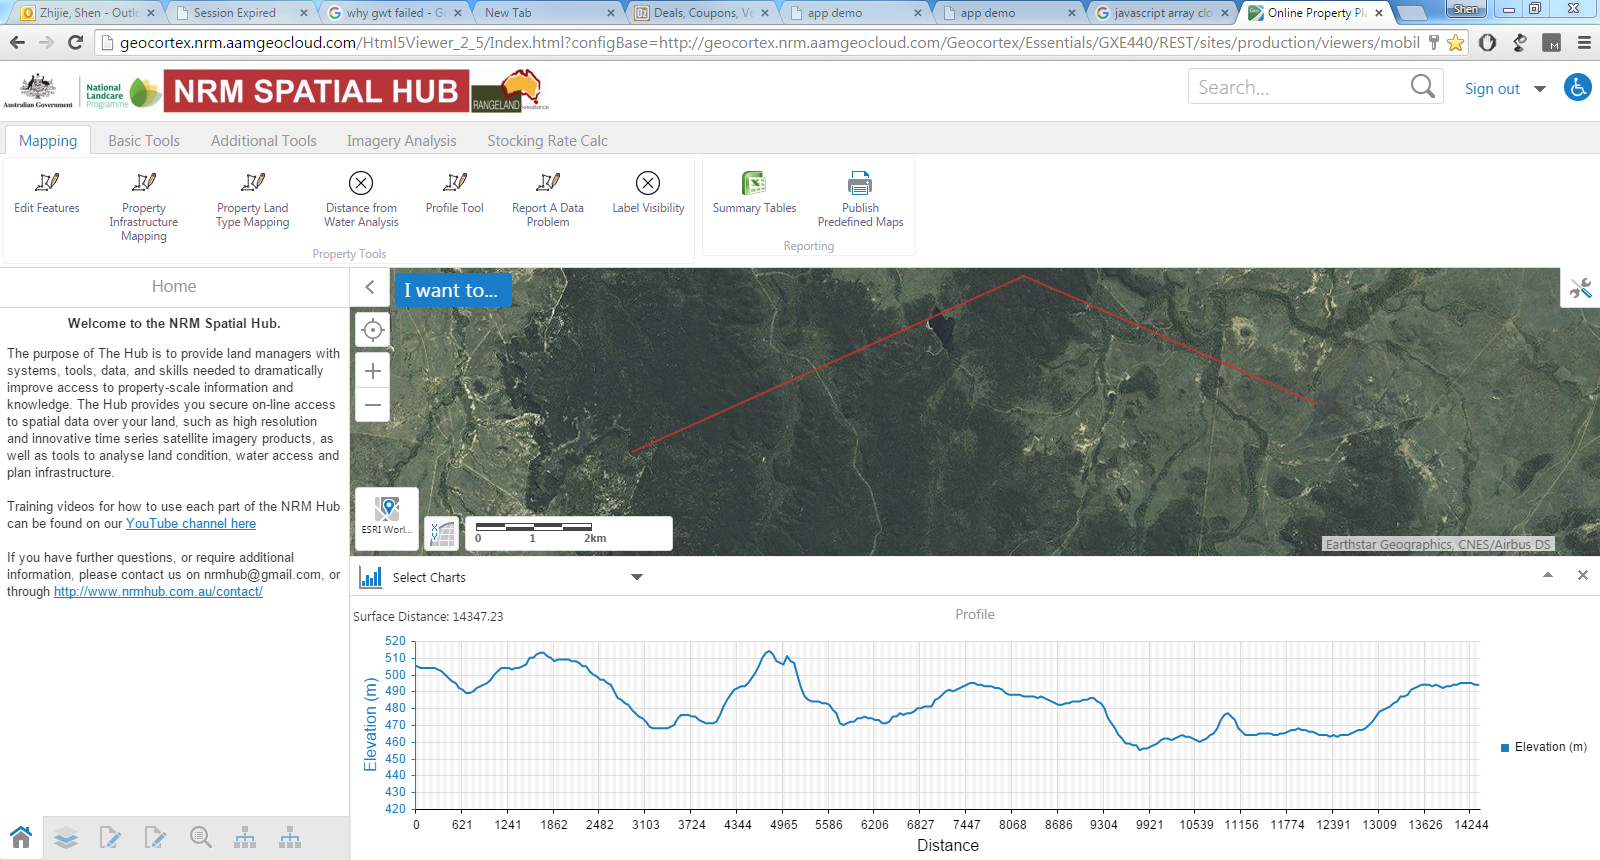 Zhijie, Shen - Outlo
Session Expired
why gwt failed - Go
New Tab
Deals, Coupons, Vo
app demo
app demo
javascript array clo
Online Property Pla
Shen
geocortex.nrm.aamgeocloud.com/Html5Viewer_2_5/Index.html?configBase=http://geocortex.nrm.aamgeocloud.com/Geocortex/Essentials/GXE440/REST/sites/production/viewers/mobil
Australian Government
National
Landcare
Programme
NRM SPATIAL HUB
RANGELAND
Search...
Sign out
Mapping
Basic Tools
Additional Tools
Imagery Analysis
Stocking Rate Calc
Edit Features
Property
Infrastructure
Mapping
Property Land
Type Mapping
Distance from
Water Analysis
Profile Tool
Report A Data
Problem
Label Visibility
Property Tools
Summary Tables
Publish
Predefined Maps
Reporting
Home
Welcome to the NRM Spatial Hub.
The purpose of The Hub is to provide land managers with
systems, tools, data, and skills needed to dramatically
improve access to property-scale information and
knowledge. The Hub provides you secure on-line access
to spatial data over your land, such as high resolution
and innovative time series satellite imagery products, as
well as tools to analyse land condition, water access and
plan infrastructure.
Training videos for how to use each part of the NRM Hub
can be found on our YouTube channel here
If you have further questions, or require additional
information, please contact us on nrmhub@gmail.com, or
through http://www.nrmhub.com.au/contact/
I want to...
ESRI Worl...
0 1 2km
Earthstar Geographics, CNES/Airbus DS
Select Charts
Surface Distance: 14347.23
Profile
Elevation (m)
520
510
500
490
480
470
460
450
440
430
420
0 621 1241 1862 2482 3103 3724 4344 4965 5586 6206 6827 7447 8068 8686 9304 9921 10539 11156 11774 12391 13009 13626 14244
Distance
Elevation (m)